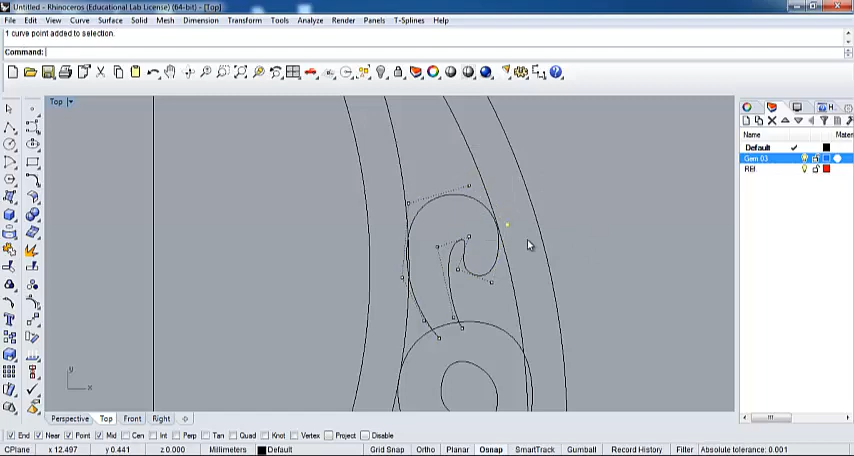 Untitled - Rhinoceros (Educational Lab License) (64-bit) - [Top]
File Edit View Curve Surface Solid Mesh Dimension Transform Tools Analyze Render Panels T-Splines Help
1 curve point added to selection.
Command:
Top
Name Mater
Default
Gem 03
y
x
Perspective Top Front Right
End Near Point Mid Cen Int Perp Tan Quad Knot Vertex Project Disable
CPlane x 12.497 y 0.441 z 0.000 Millimeters Default Grid Snap Ortho Planar Osnap SmartTrack Gumball Record History Filter Absolute tolerance: 0.001